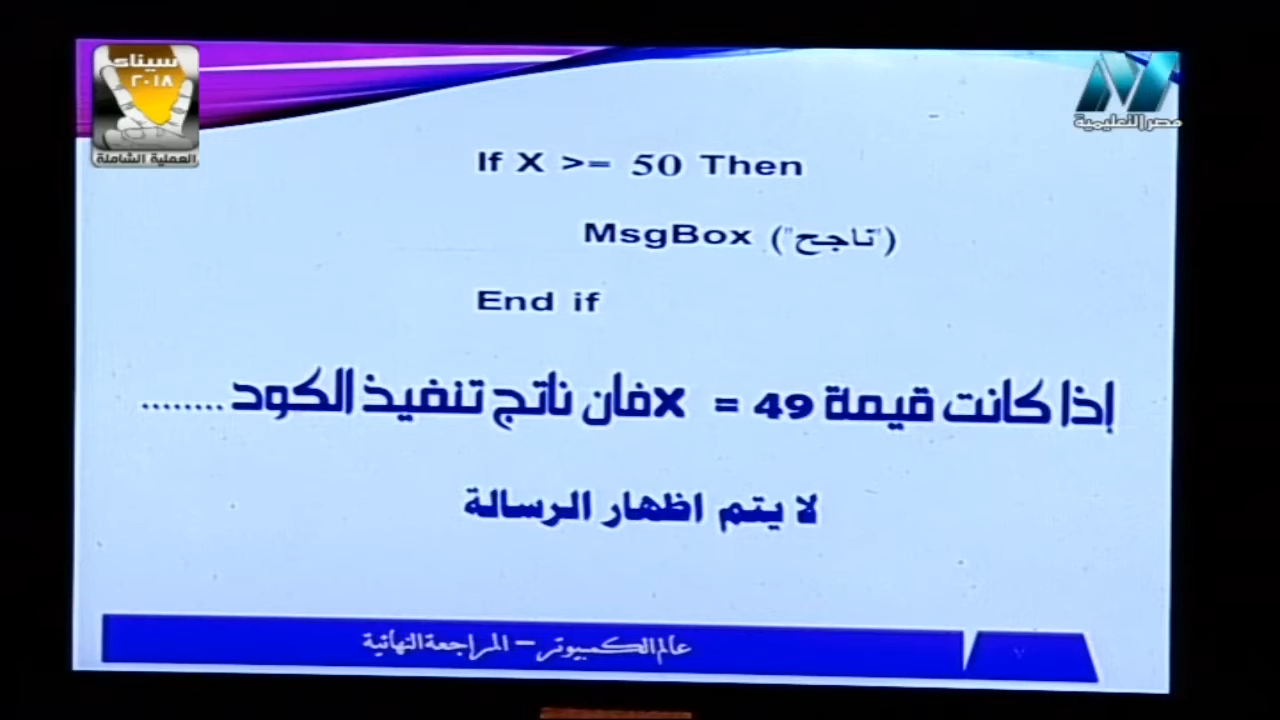 سيناء
٢٠١٨
العملية الشاملة
مصر التعليمية
If X >= 50 Then
MsgBox ("ناجح")
End if
إذا كانت قيمة X = 49 فان ناتج تنفيذ الكود ........
لا يتم اظهار الرسالة
عالم الكمبيوتر – المراجعة النهائية
٧